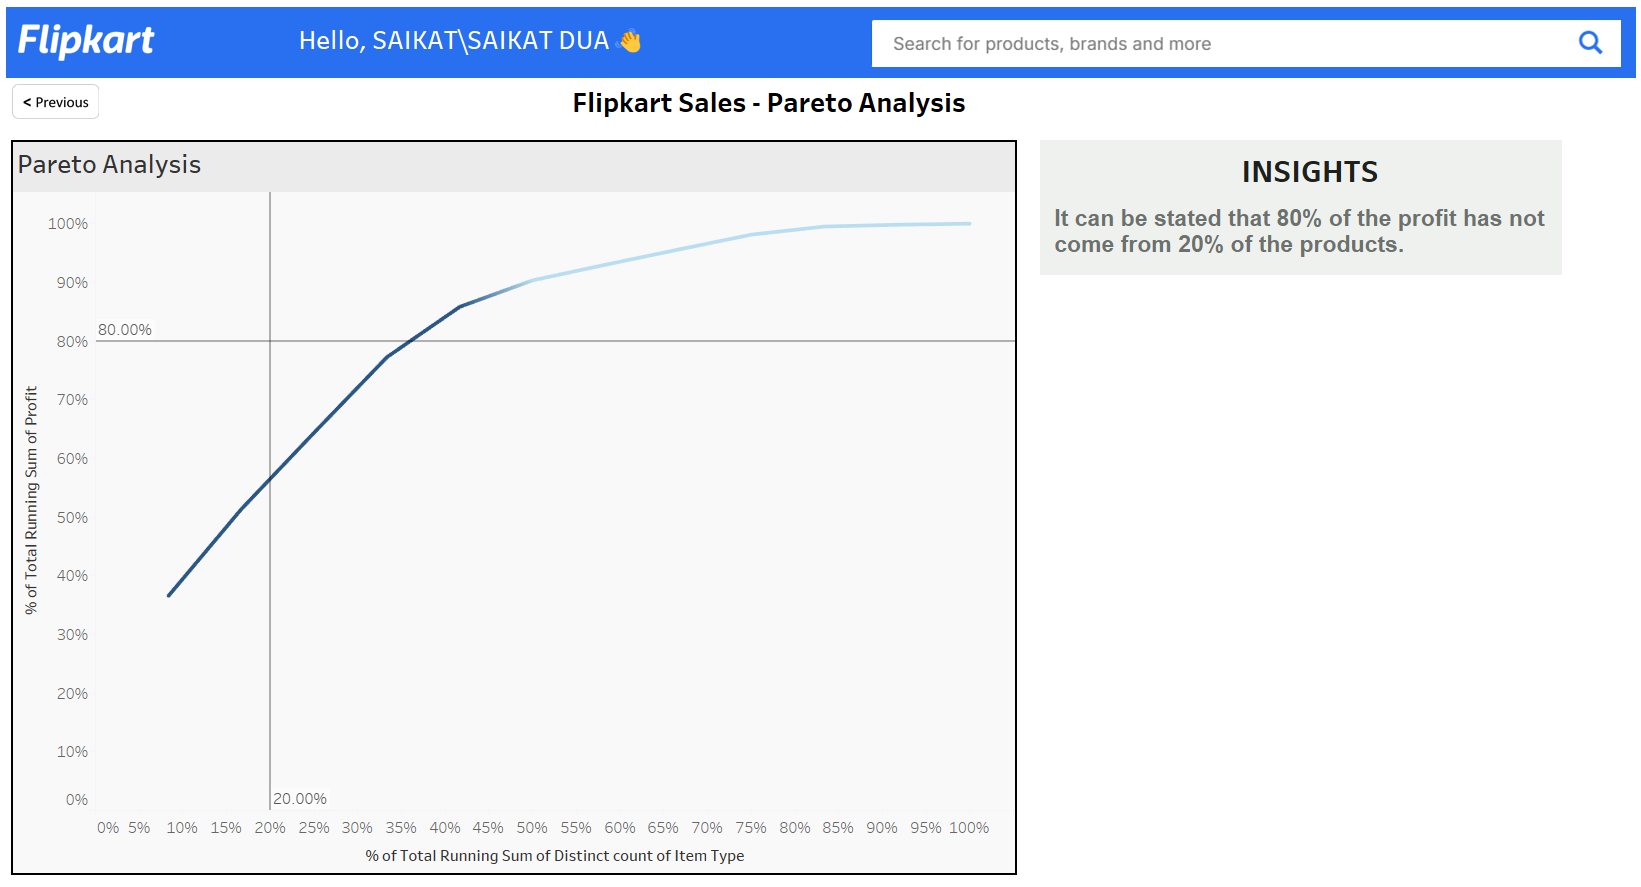 Flipkart
Hello, SAIKAT\SAIKAT DUA 👋
Search for products, brands and more
< Previous
Flipkart Sales - Pareto Analysis
Pareto Analysis
100%
90%
80.00%
80%
70%
60%
50%
40%
30%
20%
10%
0%
% of Total Running Sum of Profit
20.00%
0% 5% 10% 15% 20% 25% 30% 35% 40% 45% 50% 55% 60% 65% 70% 75% 80% 85% 90% 95% 100%
% of Total Running Sum of Distinct count of Item Type
INSIGHTS
It can be stated that 80% of the profit has not
come from 20% of the products.